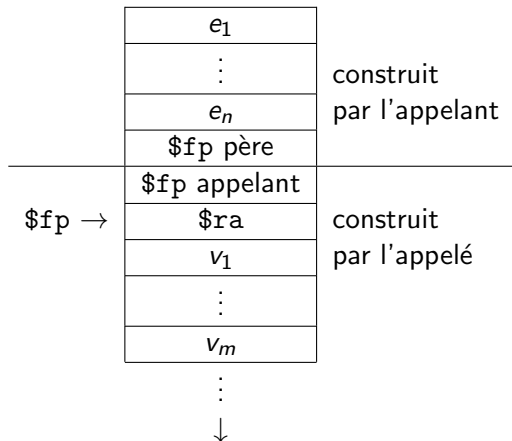 e₁
⋮
construit
par l'appelant
eₙ
$fp père
$fp appelant
$fp → $ra
construit
par l'appelé
v₁
⋮
vₘ
⋮
↓